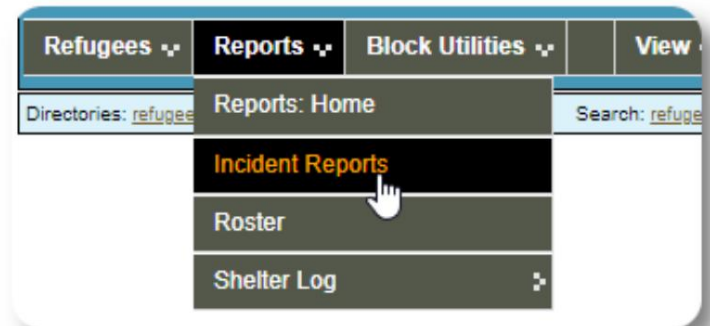 Refugees Reports Block Utilities View
Directories: refugee Search: refuge
Reports: Home
Incident Reports
Roster
Shelter Log